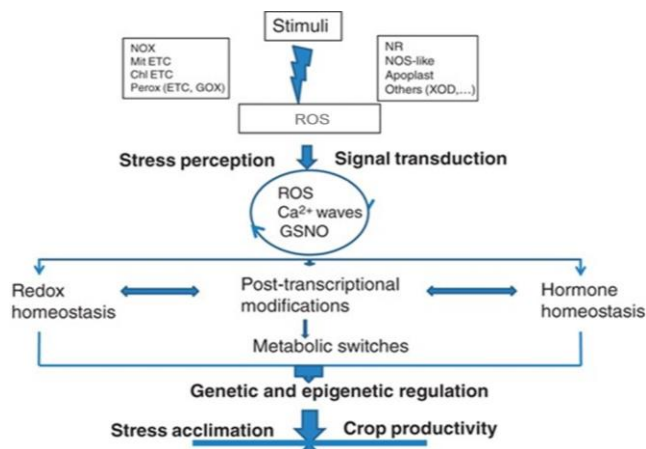 Stimuli
NOX
Mit ETC
Chl ETC
Perox (ETC, GOX)
NR
NOS-like
Apoplast
Others (XOD,...)
ROS
Stress perception
Signal transduction
ROS
Ca²⁺ waves
GSNO
Redox
homeostasis
Post-transcriptional
modifications
Hormone
homeostasis
Metabolic switches
Genetic and epigenetic regulation
Stress acclimation
Crop productivity